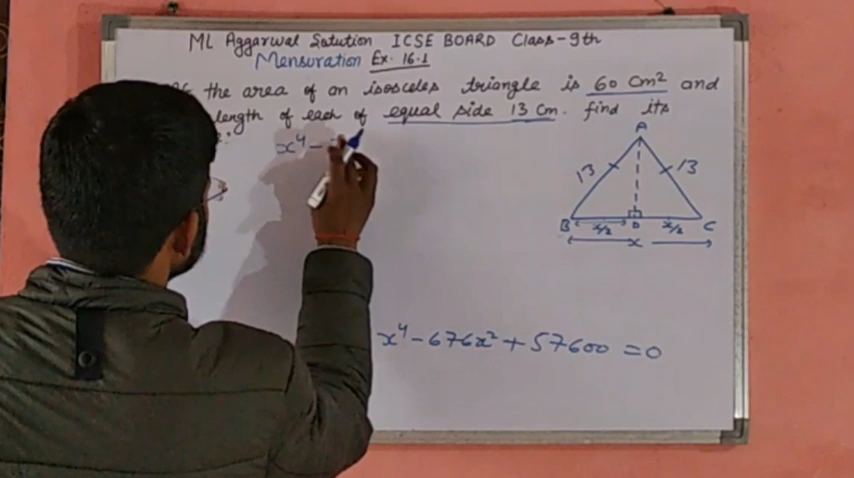 ML Aggarwal Solution ICSE BOARD Class-9th
Mensuration Ex. 16.1
the area of an isosceles triangle is 60 cm² and
length of each of equal side 13 cm. find its
x⁴ -
A
13 13
B x/2 D x/2 C
x
x⁴ - 676x² + 57600 = 0